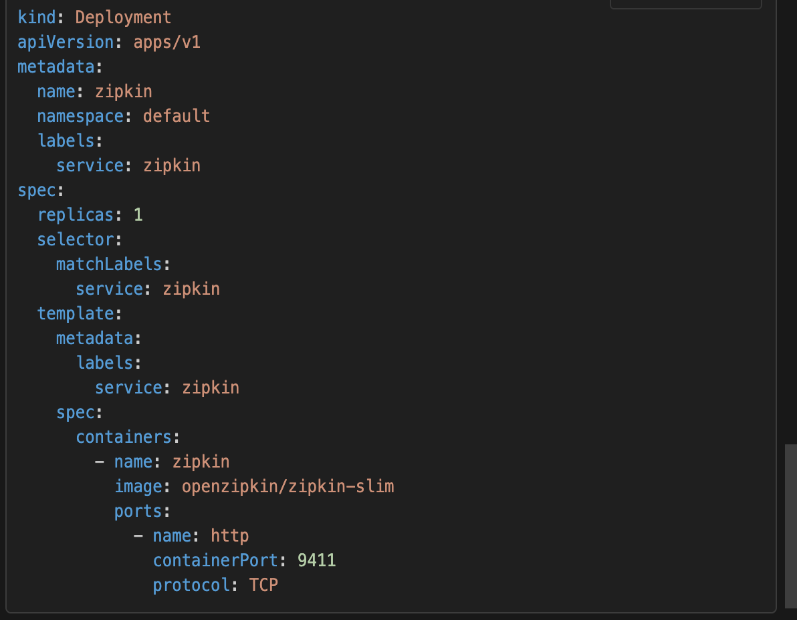 kind: Deployment
apiVersion: apps/v1
metadata:
  name: zipkin
  namespace: default
  labels:
    service: zipkin
spec:
  replicas: 1
  selector:
    matchLabels:
      service: zipkin
  template:
    metadata:
      labels:
        service: zipkin
    spec:
      containers:
        - name: zipkin
          image: openzipkin/zipkin-slim
          ports:
            - name: http
              containerPort: 9411
              protocol: TCP